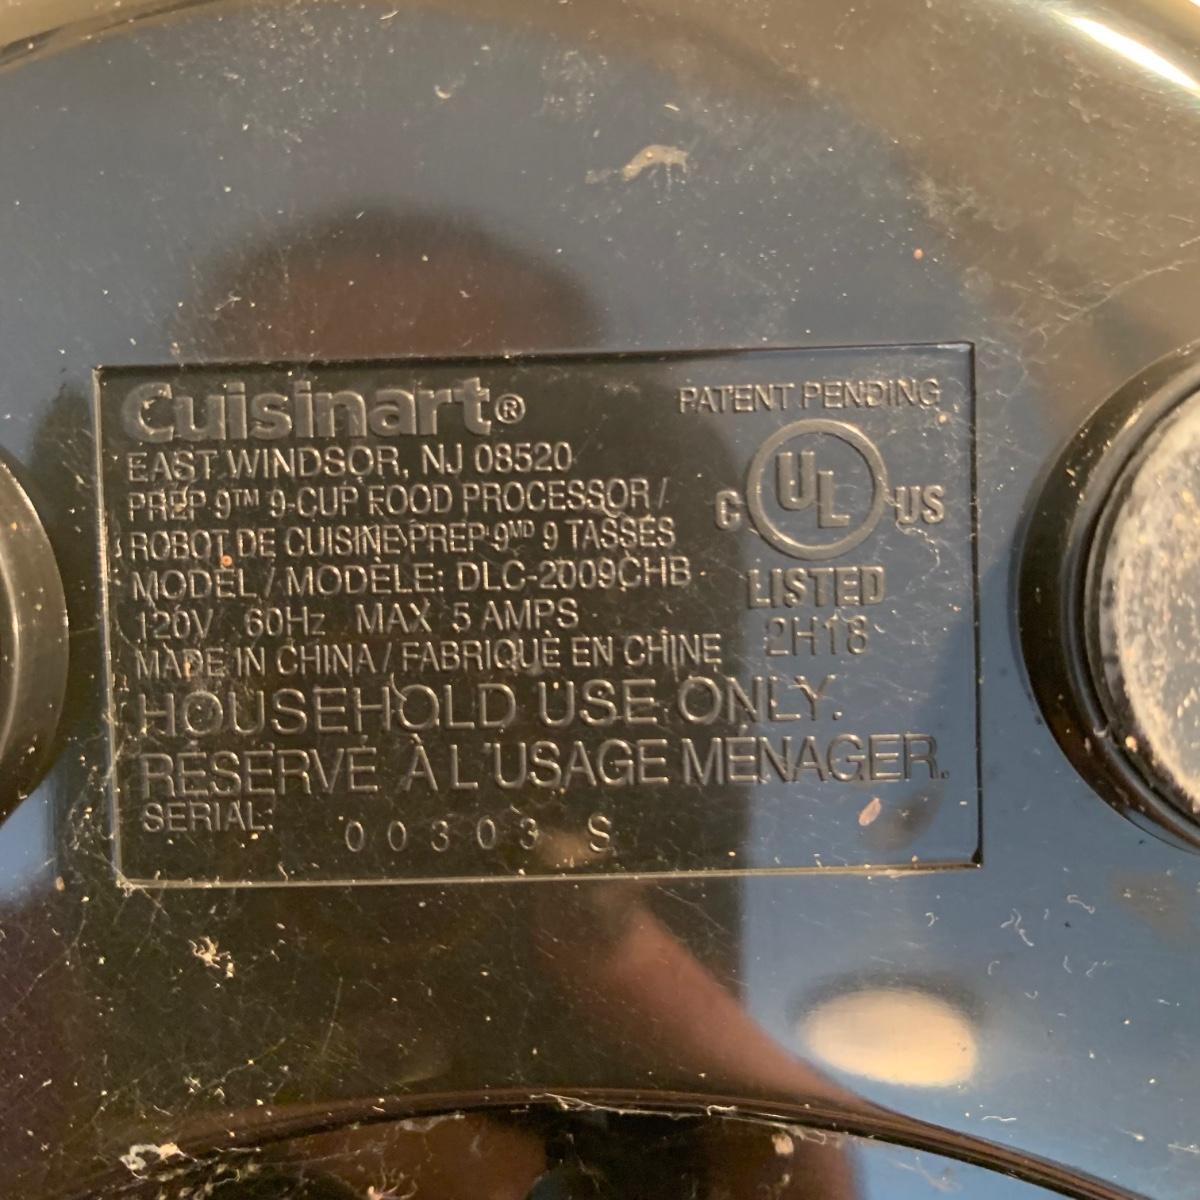 Cuisinart®
PATENT PENDING
EAST WINDSOR, NJ 08520
PREP 9™ 9-CUP FOOD PROCESSOR /
ROBOT DE CUISINE PREP 9MD 9 TASSES
MODEL / MODÈLE: DLC-2009CHB
120V 60Hz MAX 5 AMPS
MADE IN CHINA / FABRIQUÉ EN CHINE
C UL US
LISTED
2H18
HOUSEHOLD USE ONLY.
RÉSERVÉ À L'USAGE MÉNAGER.
SERIAL: 00303 S